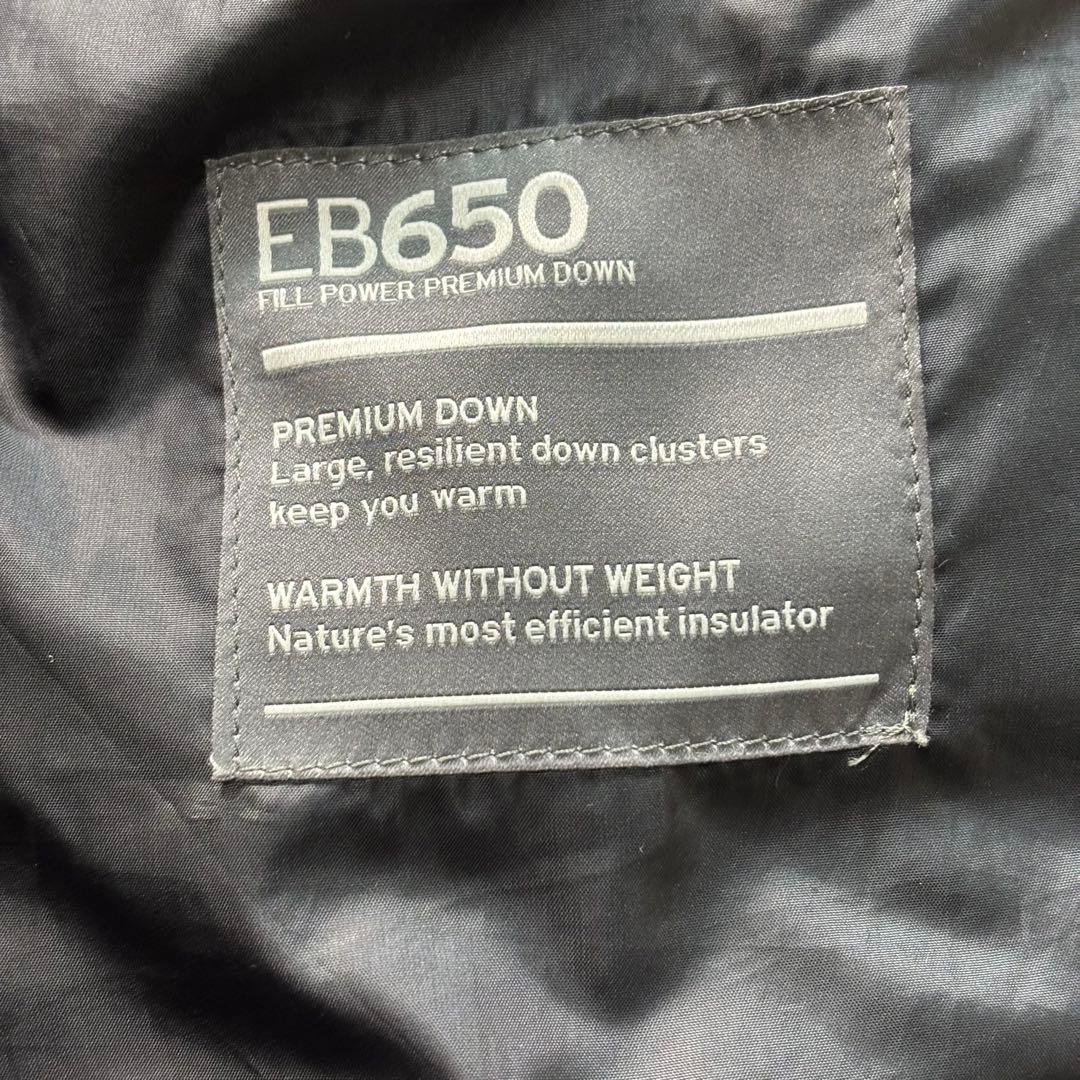 EB650
FILL POWER PREMIUM DOWN
PREMIUM DOWN
Large, resilient down clusters
keep you warm
WARMTH WITHOUT WEIGHT
Nature's most efficient insulator